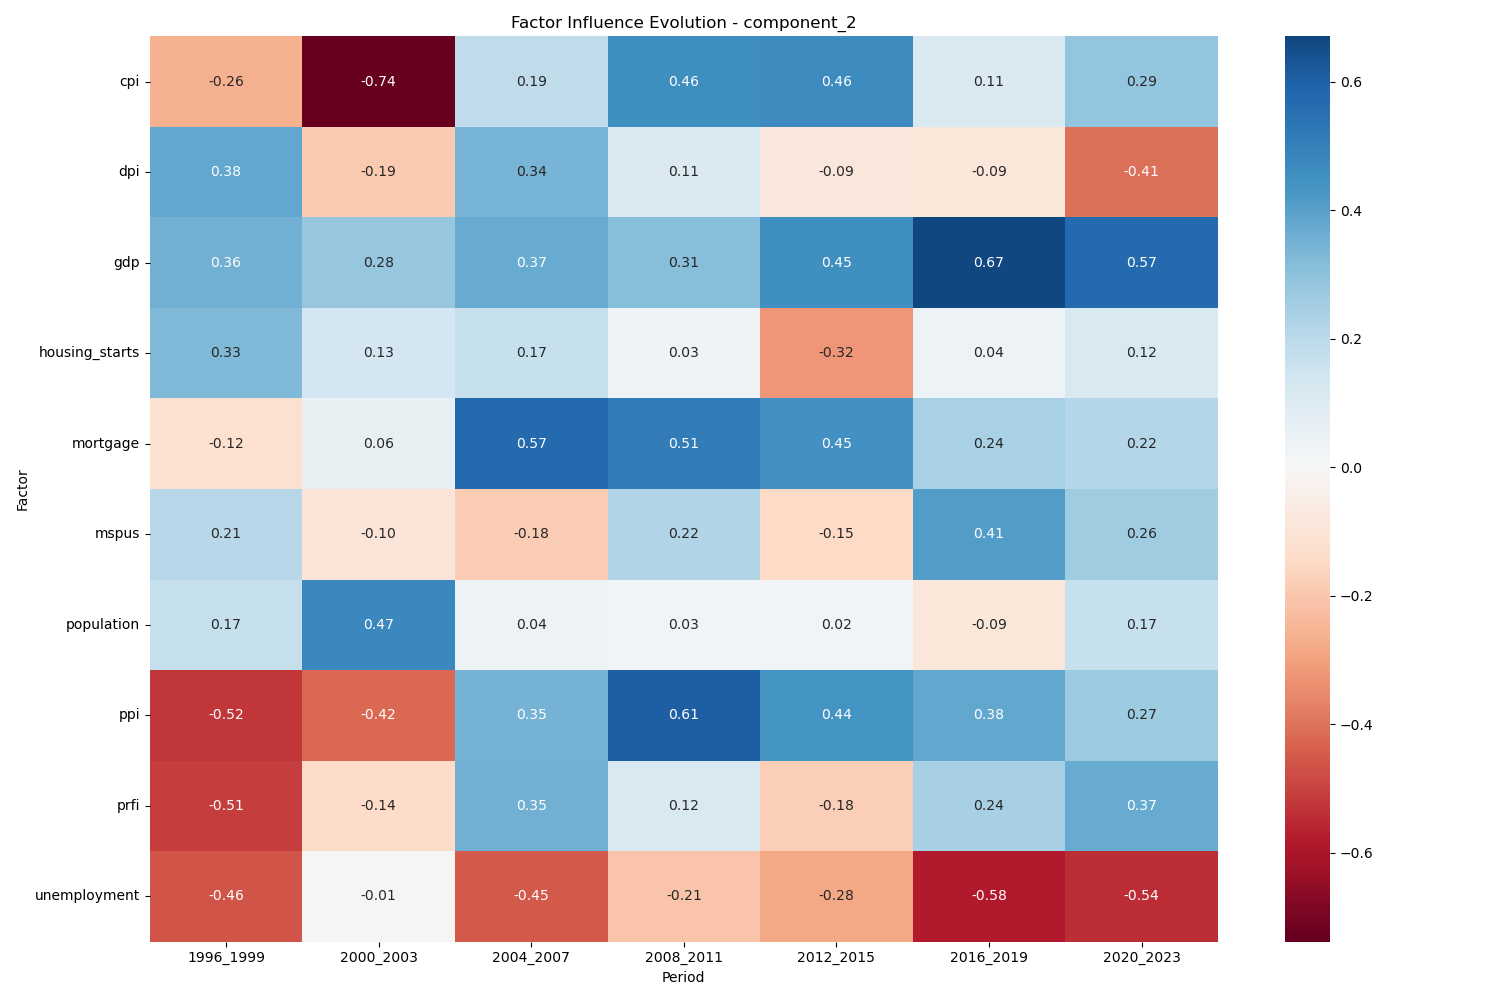 Factor Influence Evolution - component_2
cpi -0.26 -0.74 0.19 0.46 0.46 0.11 0.29
dpi 0.38 -0.19 0.34 0.11 -0.09 -0.09 -0.41
gdp 0.36 0.28 0.37 0.31 0.45 0.67 0.57
housing_starts 0.33 0.13 0.17 0.03 -0.32 0.04 0.12
mortgage -0.12 0.06 0.57 0.51 0.45 0.24 0.22
mspus 0.21 -0.10 -0.18 0.22 -0.15 0.41 0.26
population 0.17 0.47 0.04 0.03 0.02 -0.09 0.17
ppi -0.52 -0.42 0.35 0.61 0.44 0.38 0.27
prfi -0.51 -0.14 0.35 0.12 -0.18 0.24 0.37
unemployment -0.46 -0.01 -0.45 -0.21 -0.28 -0.58 -0.54
1996_1999 2000_2003 2004_2007 2008_2011 2012_2015 2016_2019 2020_2023
Period
Factor
0.6
0.4
0.2
0.0
−0.2
−0.4
−0.6